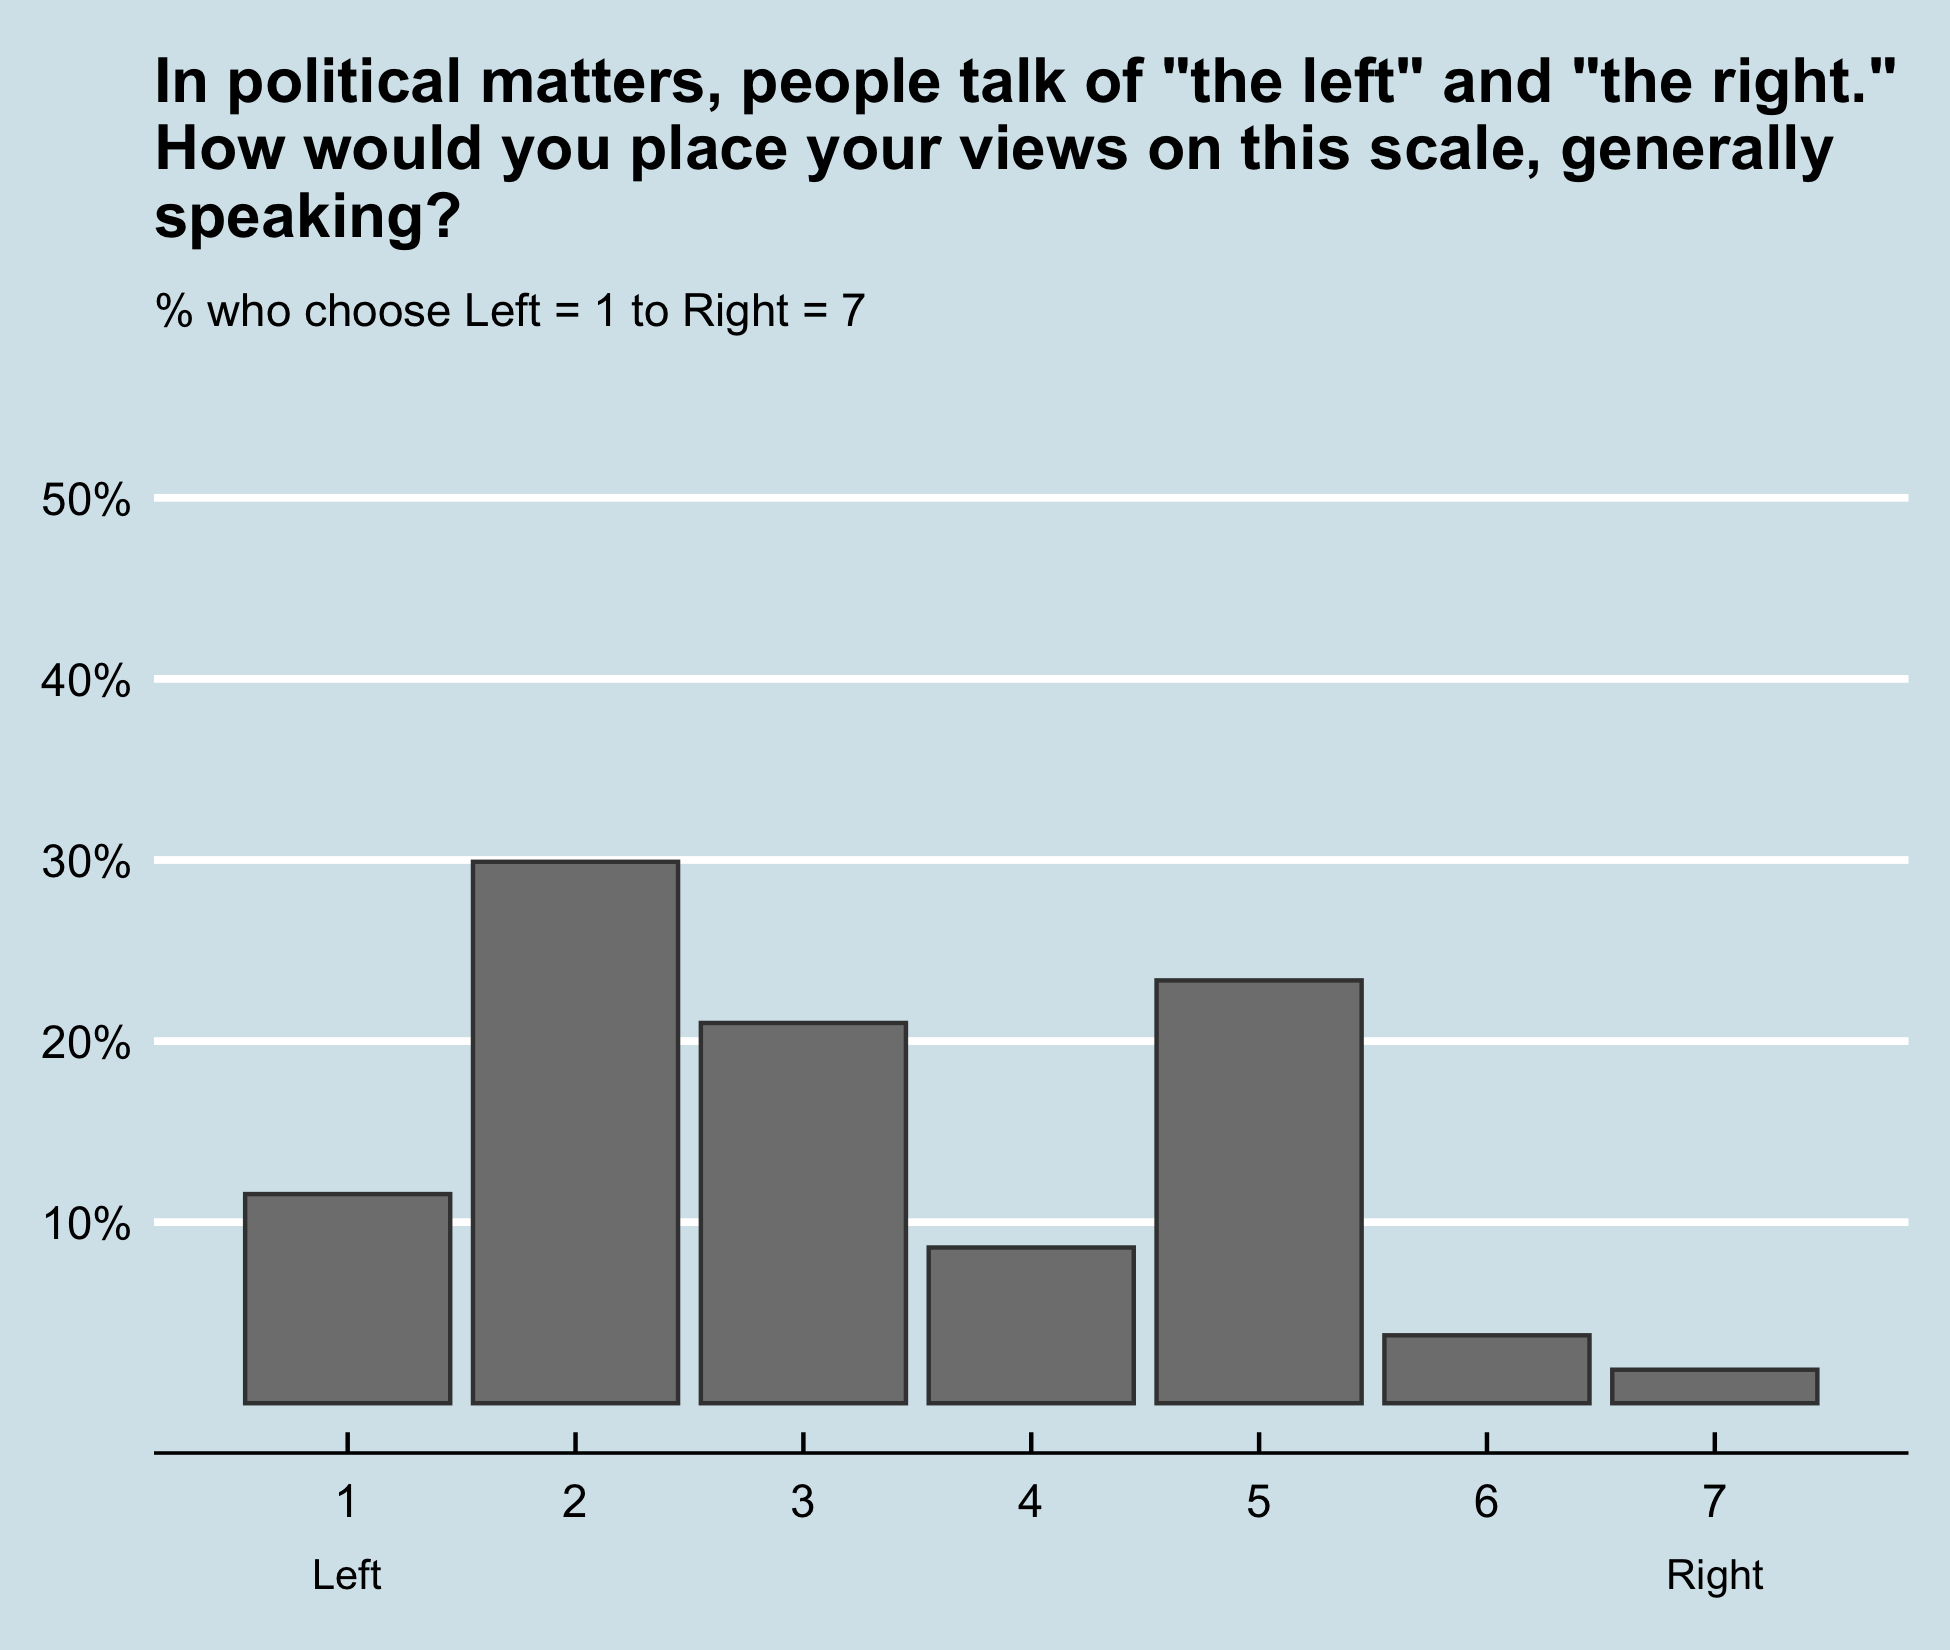 In political matters, people talk of "the left" and "the right."
How would you place your views on this scale, generally
speaking?
% who choose Left = 1 to Right = 7
50%
40%
30%
20%
10%
1 2 3 4 5 6 7
Left Right